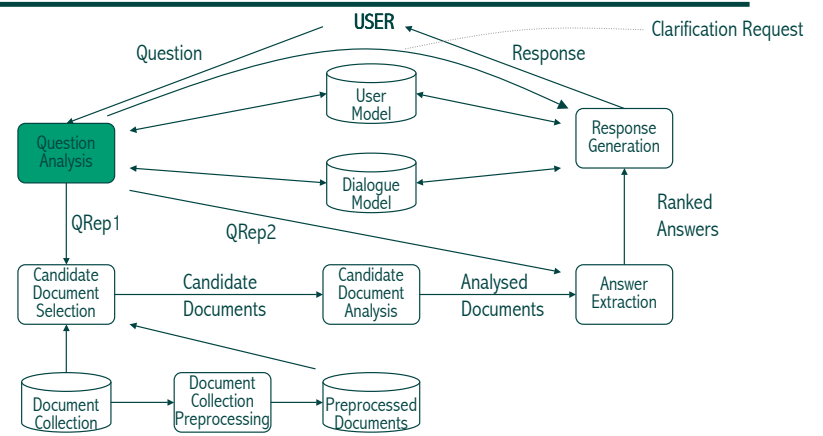 USER
Clarification Request
Question
Response
User
Model
Question
Analysis
Response
Generation
Dialogue
Model
QRep1
QRep2
Ranked
Answers
Candidate
Document
Selection
Candidate
Documents
Candidate
Document
Analysis
Analysed
Documents
Answer
Extraction
Document
Collection
Document
Collection
Preprocessing
Preprocessed
Documents